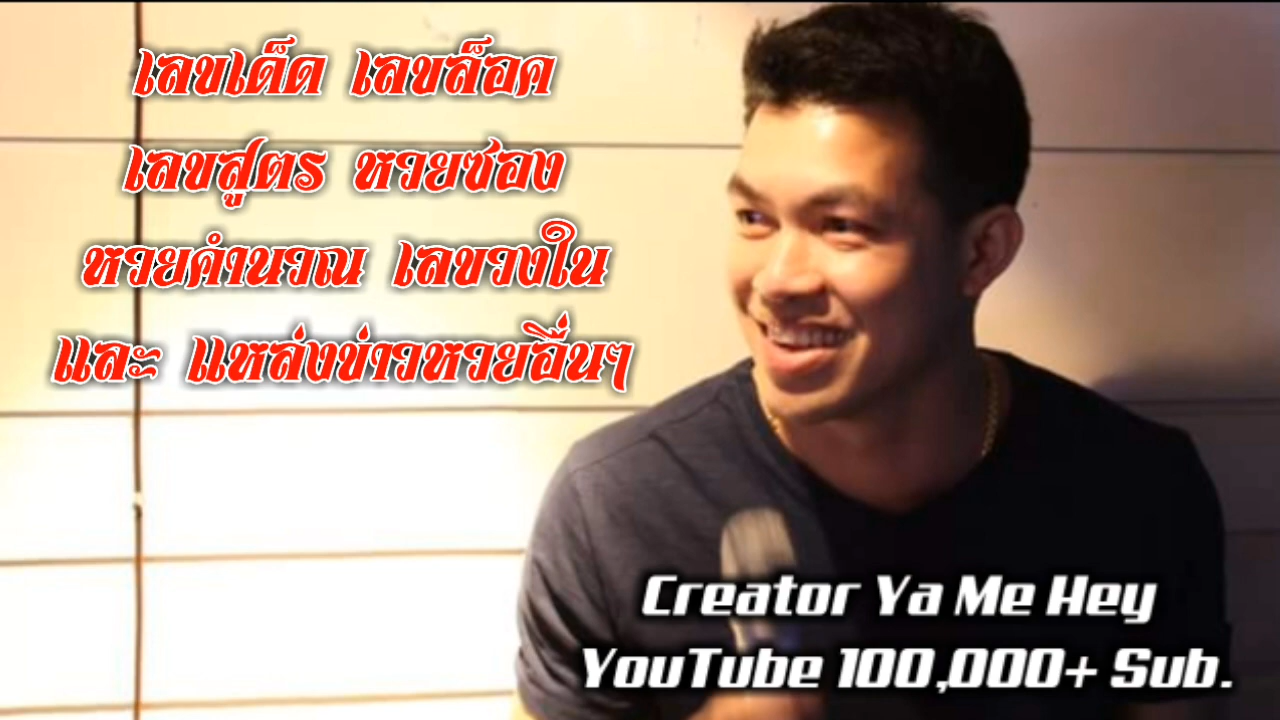 เลขเด็ด เลขล็อค
เลขสูตร หวยซอง
หวยคำนวณ เลขวงใน
และ แหล่งข่าวหวยอื่นๆ
Creator Ya Me Hey
YouTube 100,000+ Sub.